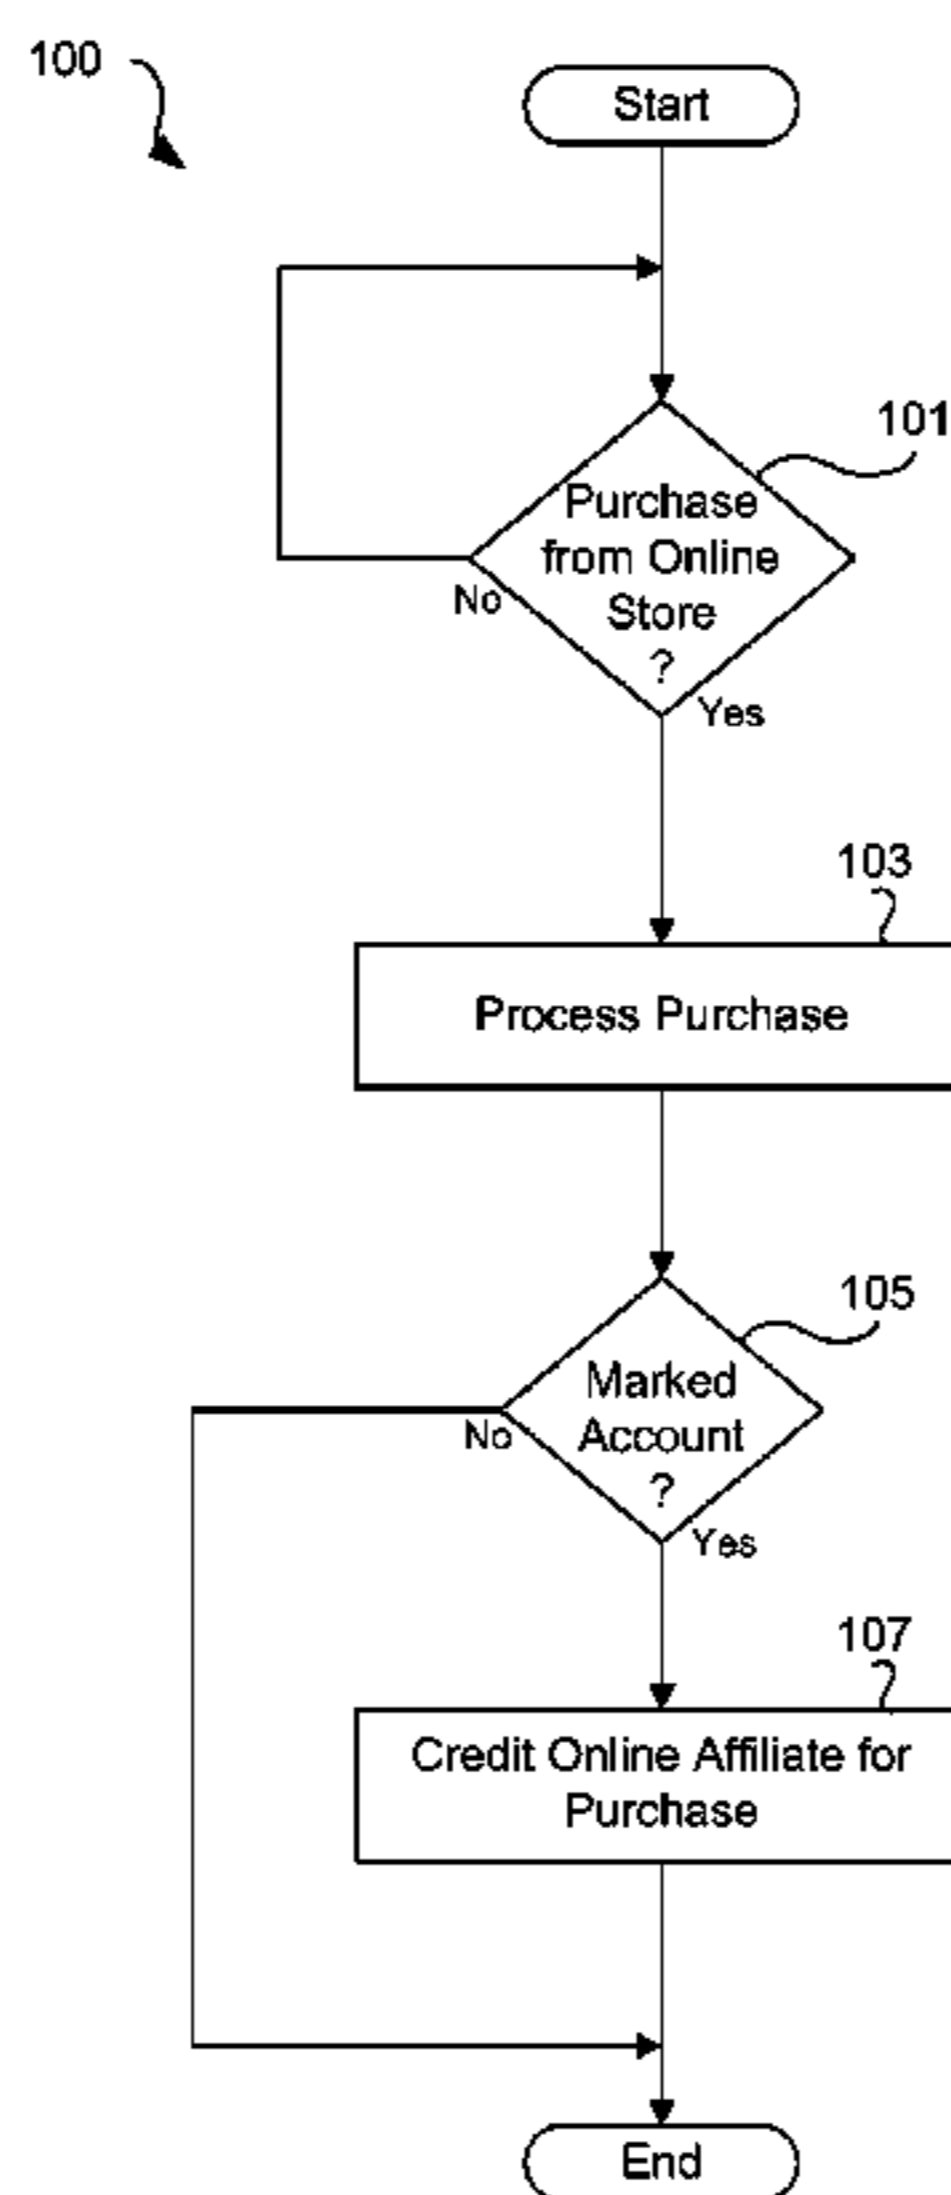 100
Start
101
Purchase
from Online
Store
?
No
Yes
103
Process Purchase
105
Marked
Account
?
No
Yes
107
Credit Online Affiliate for
Purchase
End